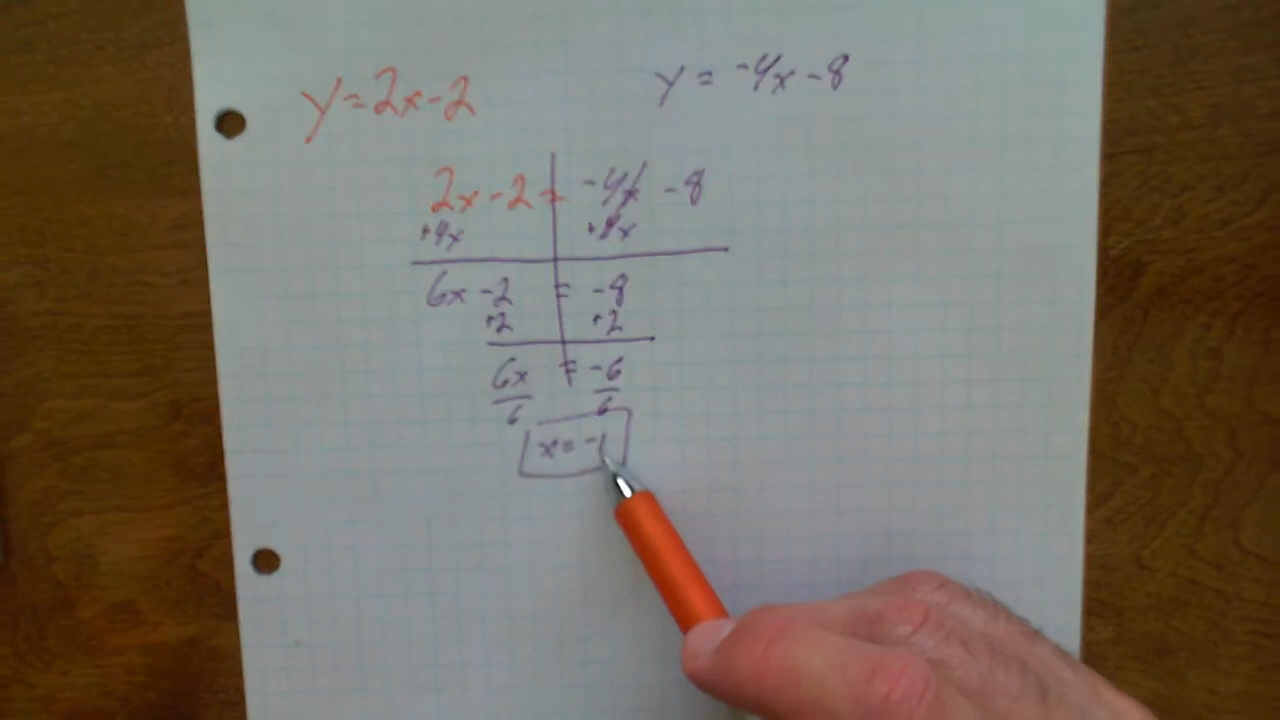 y=2x-2 y = -4x -8
2x-2 = -4x -8
+4x +4x
6x -2 = -8
+2 +2
6x = -6
6 6
x = -1